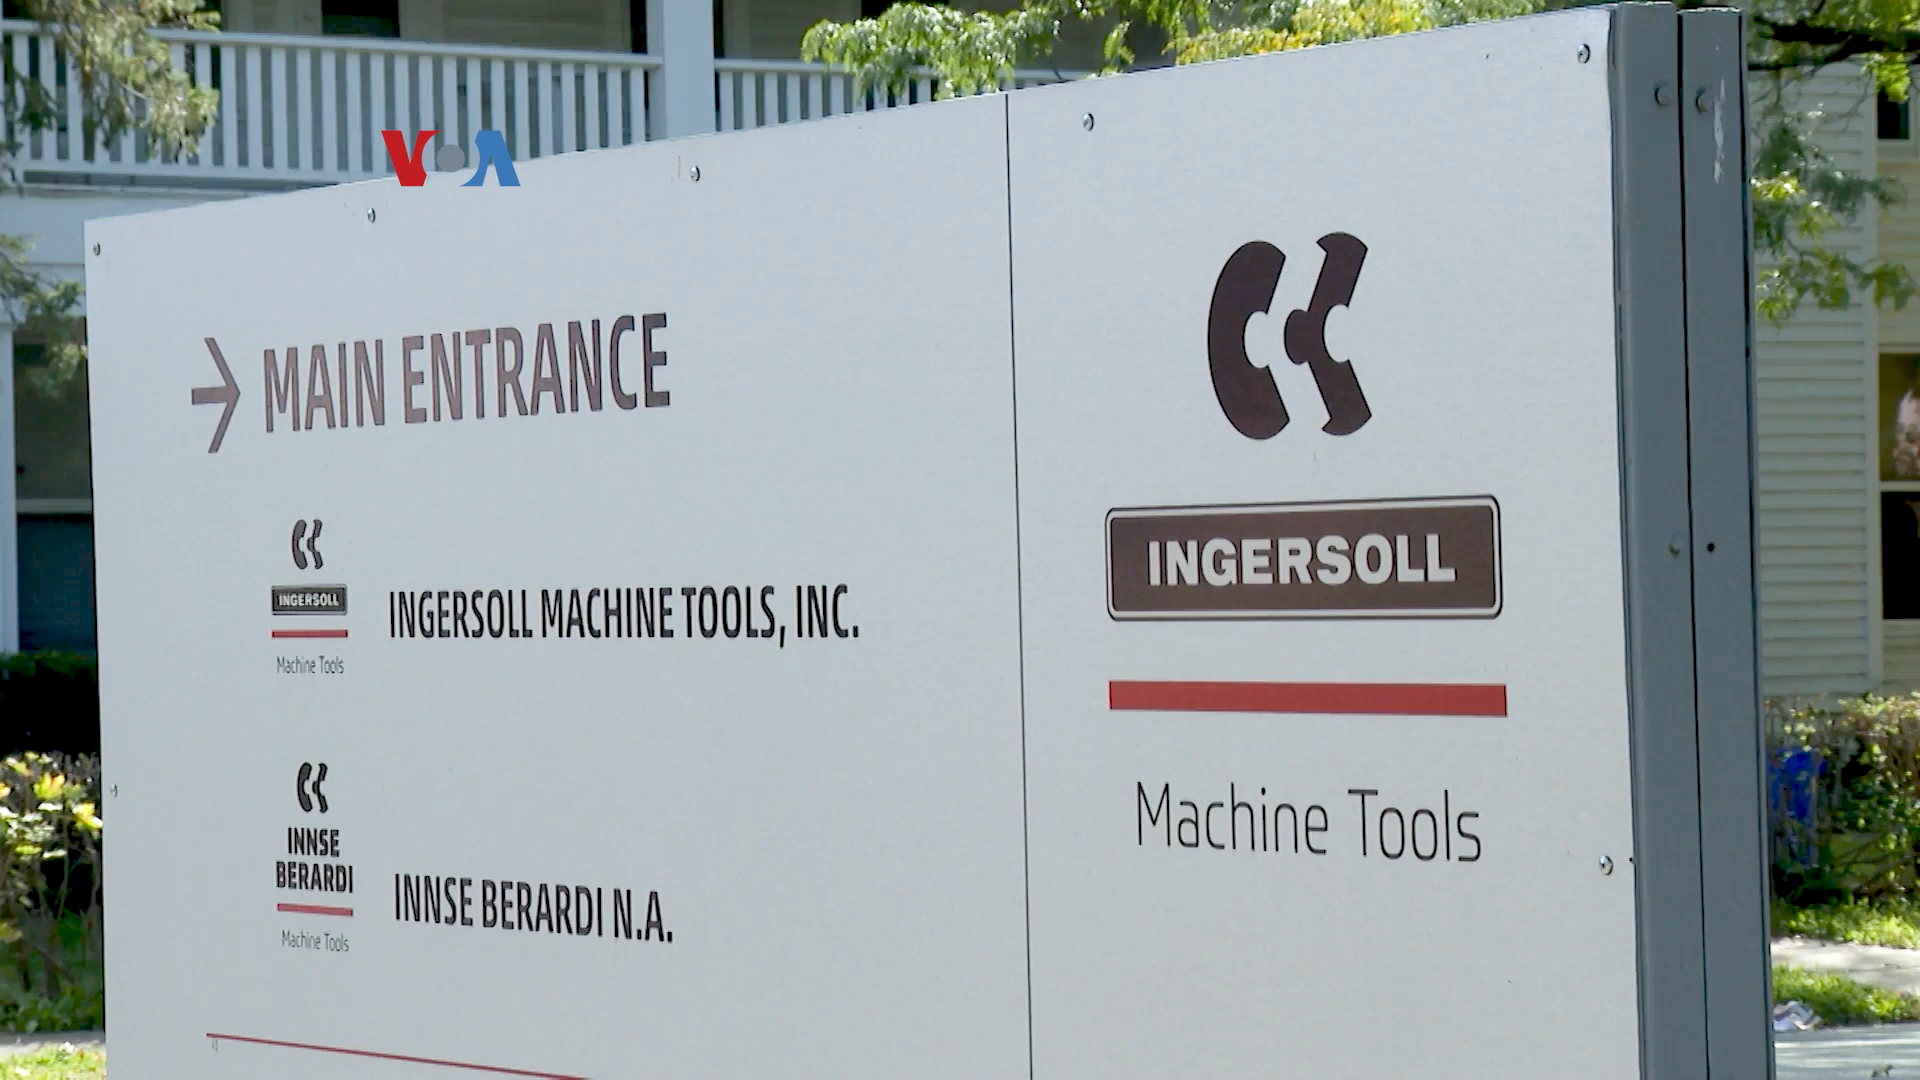 VOA
MAIN ENTRANCE
INGERSOLL
Machine Tools
INGERSOLL MACHINE TOOLS, INC.
INNSE
BERARDI
Machine Tools
INNSE BERARDI N.A.
INGERSOLL
Machine Tools